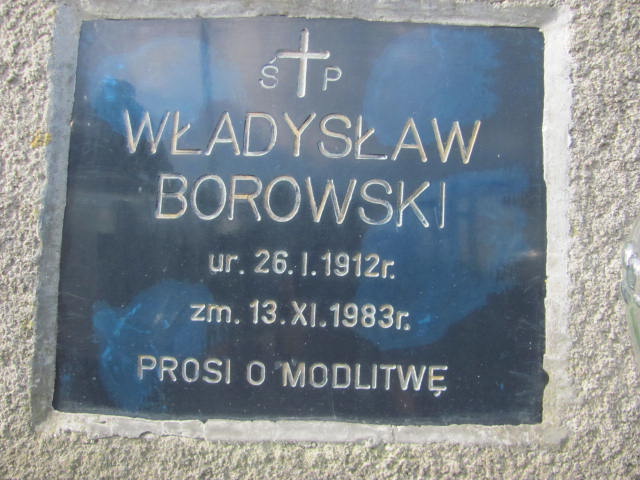 Ś P
WŁADYSŁAW
BOROWSKI
ur. 26.I.1912r.
zm. 13.XI.1983r.
PROSI O MODLITWĘ